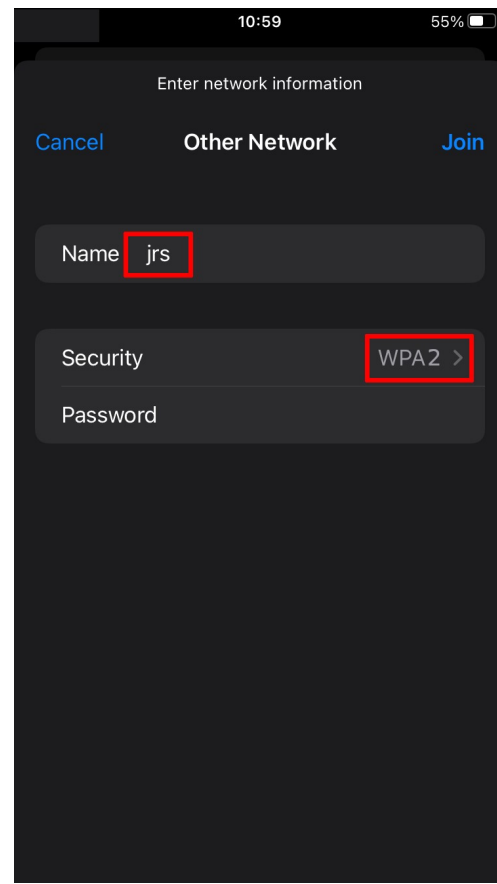 10:59 55%
Enter network information
Cancel Other Network Join
Name jrs
Security WPA2 >
Password